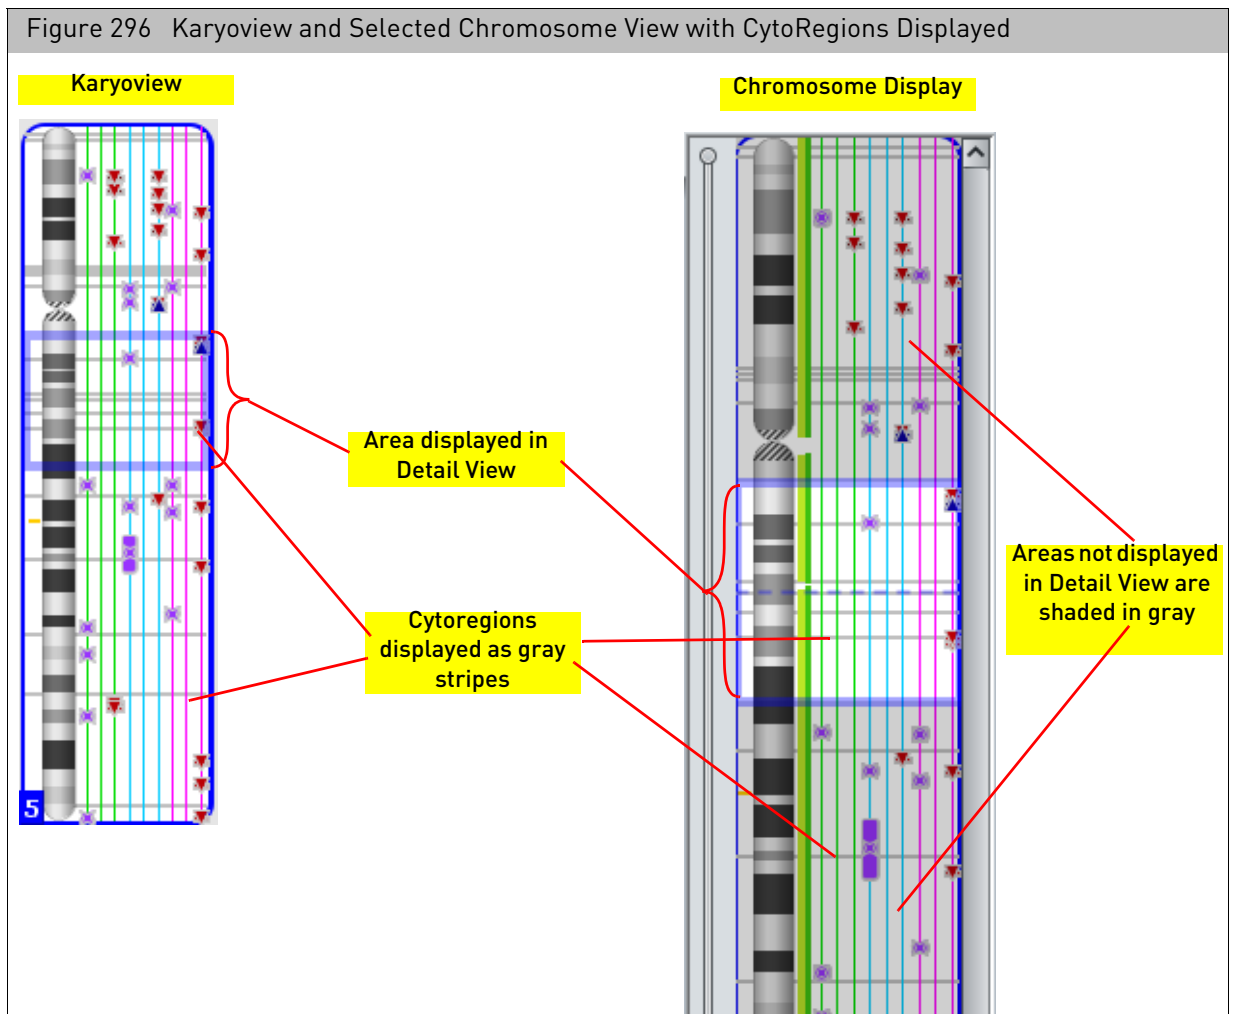 Figure 296 Karyoview and Selected Chromosome View with CytoRegions Displayed
Karyoview
Chromosome Display
Area displayed in
Detail View
Areas not displayed
in Detail View are
shaded in gray
Cytoregions
displayed as gray
stripes
5